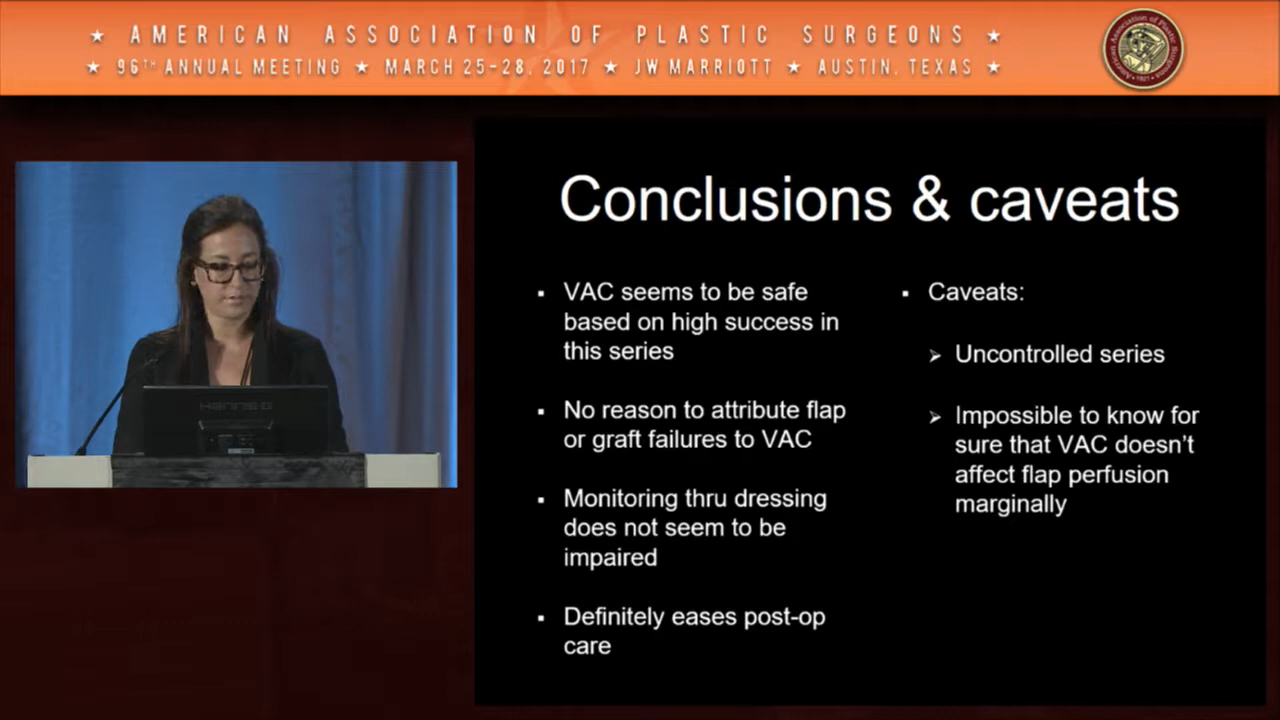 ★ AMERICAN ASSOCIATION OF PLASTIC SURGEONS ★
★ 96TH ANNUAL MEETING ★ MARCH 25-28, 2017 ★ JW MARRIOTT ★ AUSTIN, TEXAS ★
Conclusions & caveats
▪ VAC seems to be safe
based on high success in
this series
▪ No reason to attribute flap
or graft failures to VAC
▪ Monitoring thru dressing
does not seem to be
impaired
▪ Definitely eases post-op
care
▪ Caveats:
➢ Uncontrolled series
➢ Impossible to know for
sure that VAC doesn't
affect flap perfusion
marginally